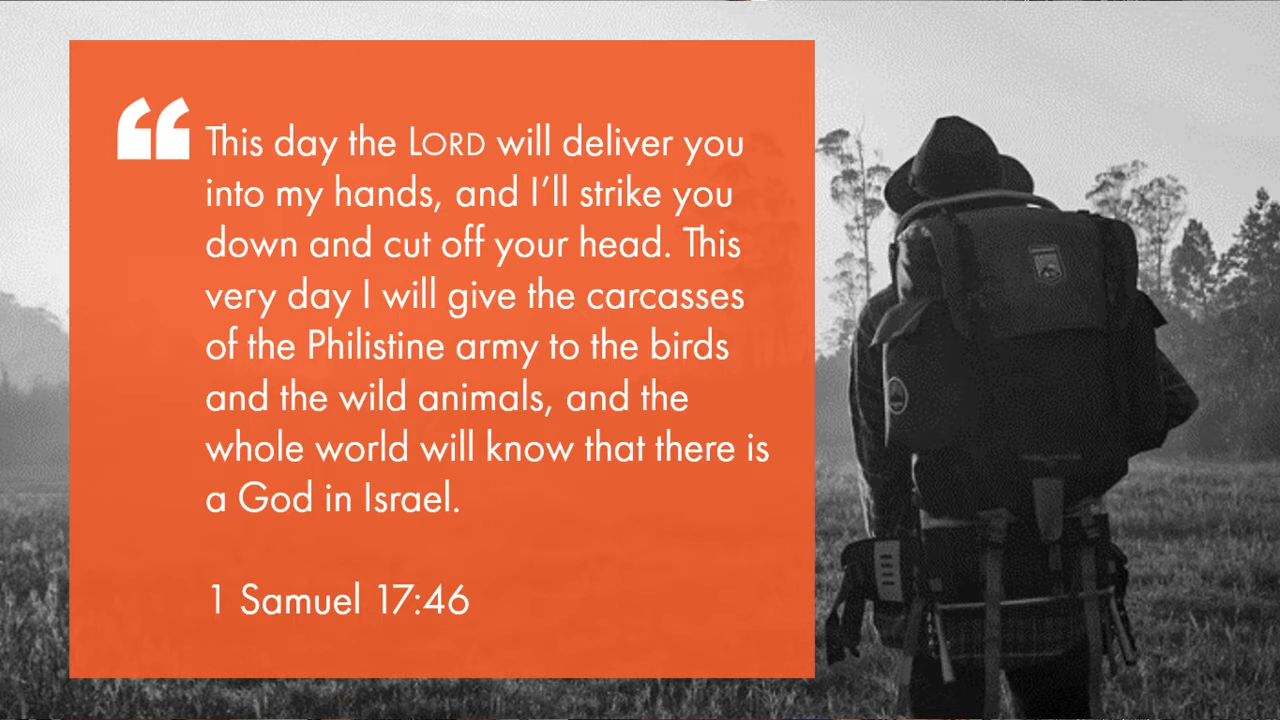 “
This day the LORD will deliver you
into my hands, and I’ll strike you
down and cut off your head. This
very day I will give the carcasses
of the Philistine army to the birds
and the wild animals, and the
whole world will know that there is
a God in Israel.
1 Samuel 17:46